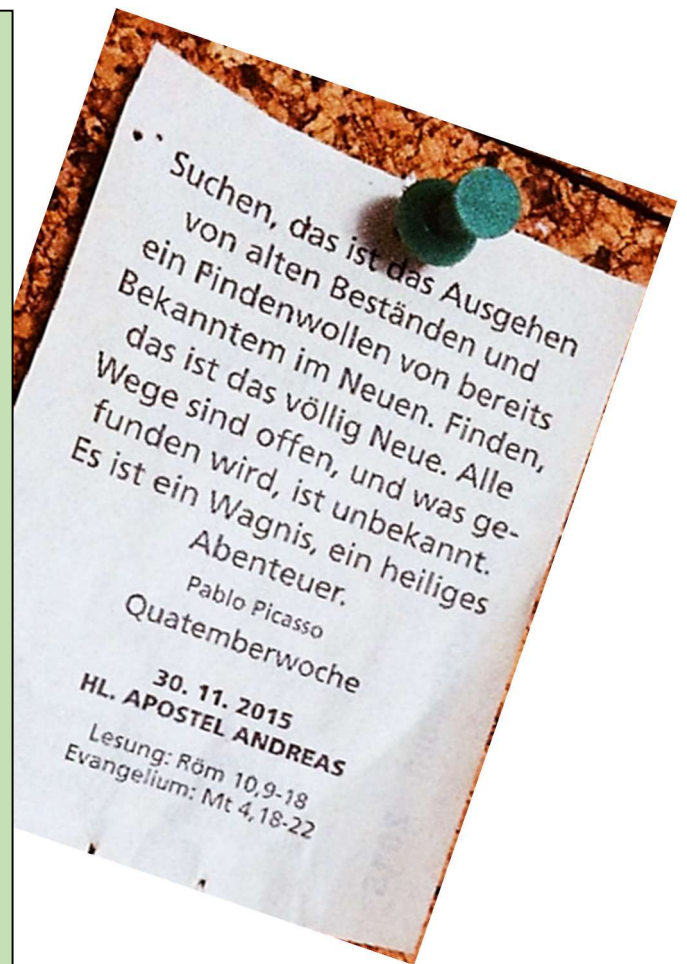 Suchen, das ist das Ausgehen
von alten Beständen und
ein Findenwollen von bereits
Bekanntem im Neuen. Finden,
das ist das völlig Neue. Alle
Wege sind offen, und was ge-
funden wird, ist unbekannt.
Es ist ein Wagnis, ein heiliges
Abenteuer.
Pablo Picasso
Quatemberwoche
30. 11. 2015
HL. APOSTEL ANDREAS
Lesung: Röm 10,9-18
Evangelium: Mt 4,18-22